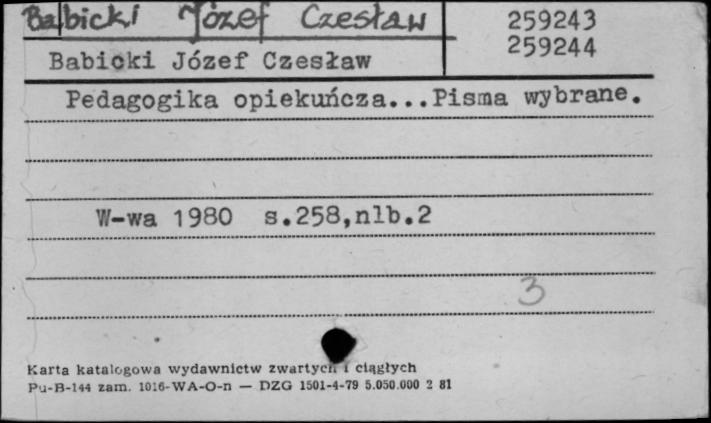 Babicki Józef Czesław
259243
259244
Babicki Józef Czesław
Pedagogika opiekuńcza...Pisma wybrane.
W-wa 1980 s.258,nlb.2
3
Karta katalogowa wydawnictw zwartych i ciągłych
Pu-B-144 zam. 1016-WA-O-n — DZG 1501-4-79 5.050.000 2 81